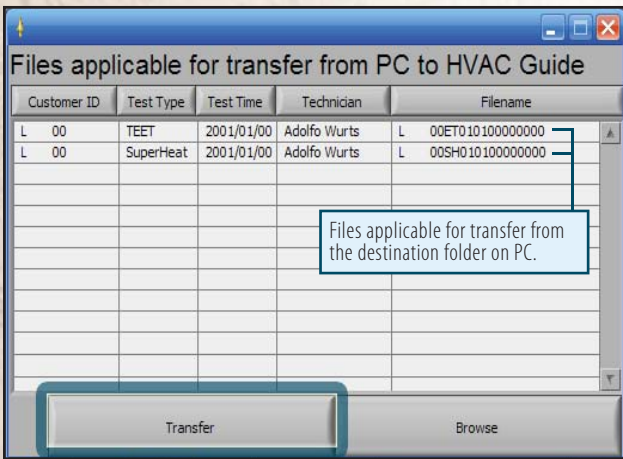 Files applicable for transfer from PC to HVAC Guide
Customer ID Test Type Test Time Technician Filename
L 00 TEET 2001/01/00 Adolfo Wurts L 00ET010100000000
L 00 SuperHeat 2001/01/00 Adolfo Wurts L 00SH010100000000
Files applicable for transfer from
the destination folder on PC.
Transfer Browse